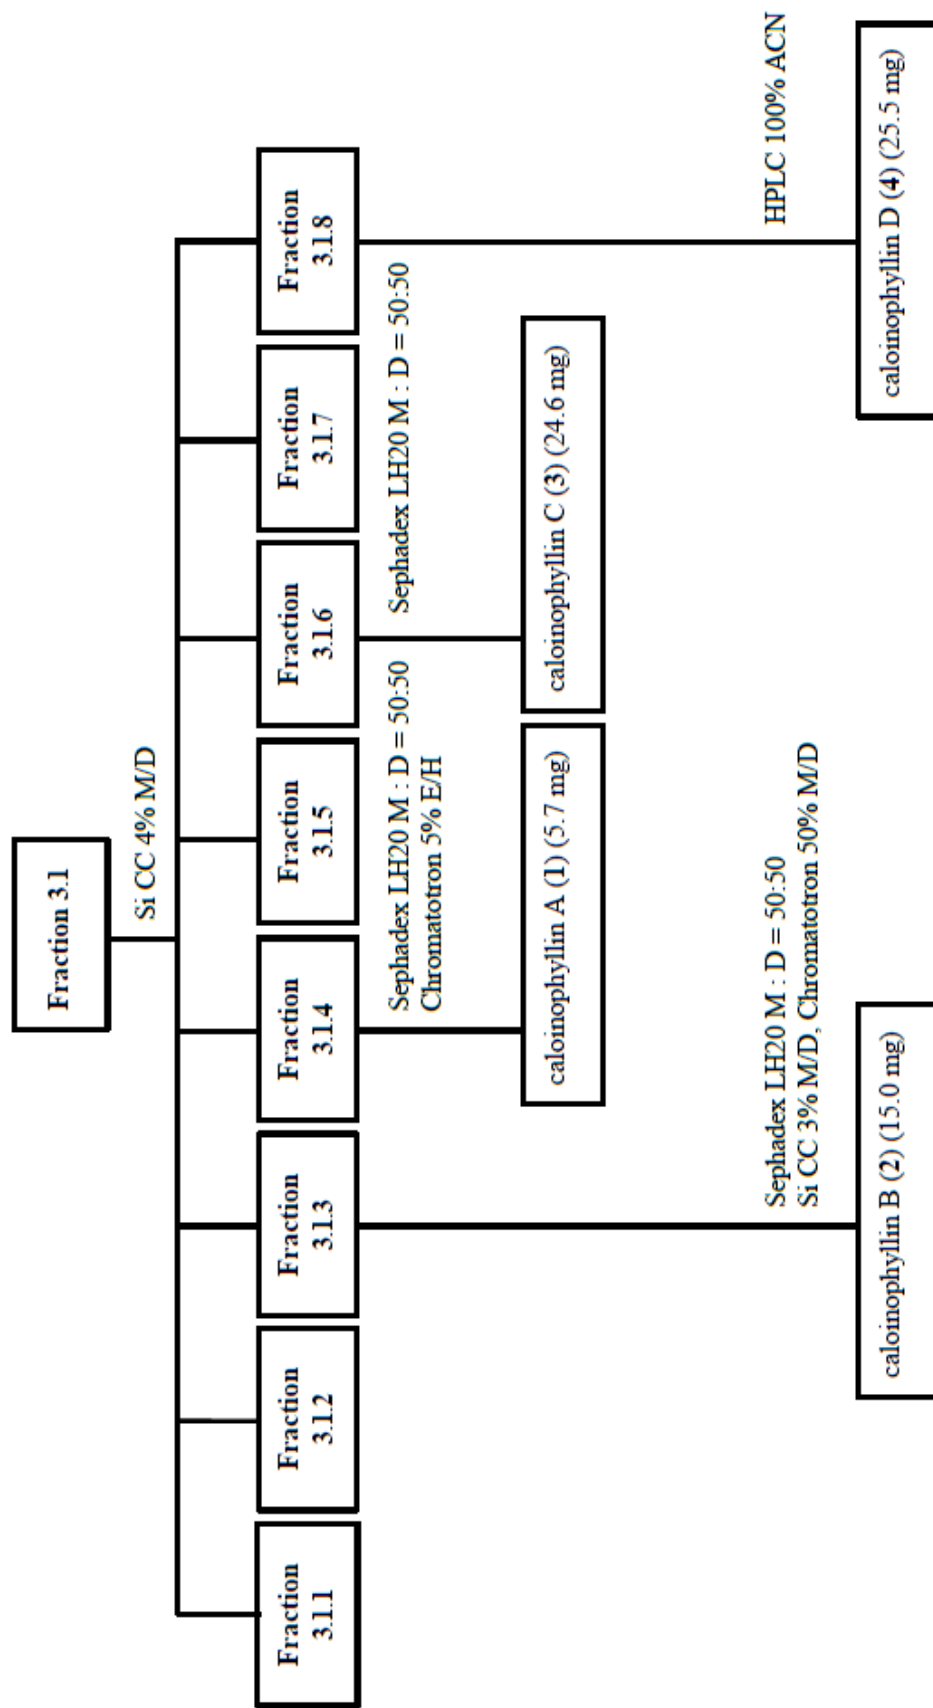 Fraction 3.1
Si CC 4% M/D
Fraction
3.1.1
Fraction
3.1.2
Fraction
3.1.3
Fraction
3.1.4
Fraction
3.1.5
Fraction
3.1.6
Fraction
3.1.7
Fraction
3.1.8
Sephadex LH20 M : D = 50:50
Chromatotron 5% E/H
Sephadex LH20 M : D = 50:50
caloinophyllin A (1) (5.7 mg)
caloinophyllin C (3) (24.6 mg)
Sephadex LH20 M : D = 50:50
Si CC 3% M/D, Chromatotron 50% M/D
HPLC 100% ACN
caloinophyllin B (2) (15.0 mg)
caloinophyllin D (4) (25.5 mg)